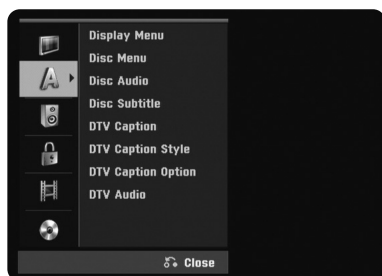 Display Menu
Disc Menu
A
Disc Audio
Disc Subtitle
DTV Caption
DTV Caption Style
DTV Caption Option
DTV Audio
Close